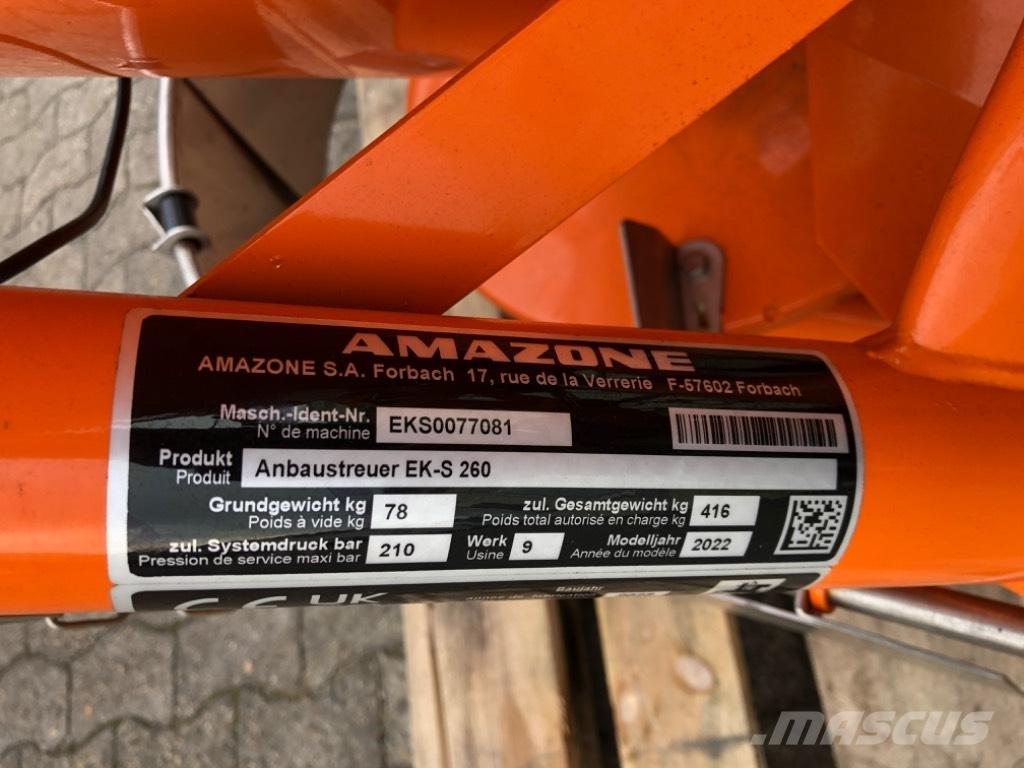 AMAZONE
AMAZONE S.A. Forbach 17, rue de la Verrerie F-57602 Forbach
Masch.-Ident-Nr.
N° de machine
EKS0077081
Produkt
Produit
Anbaustreuer EK-S 260
Grundgewicht kg
Poids à vide kg
78
zul. Gesamtgewicht kg
Poids total autorisé en charge kg
416
zul. Systemdruck bar
Pression de service maxi bar
210
Werk
Usine
9
Modelljahr
Année du modèle
2022
CE UK
Baujahr
MASCUS